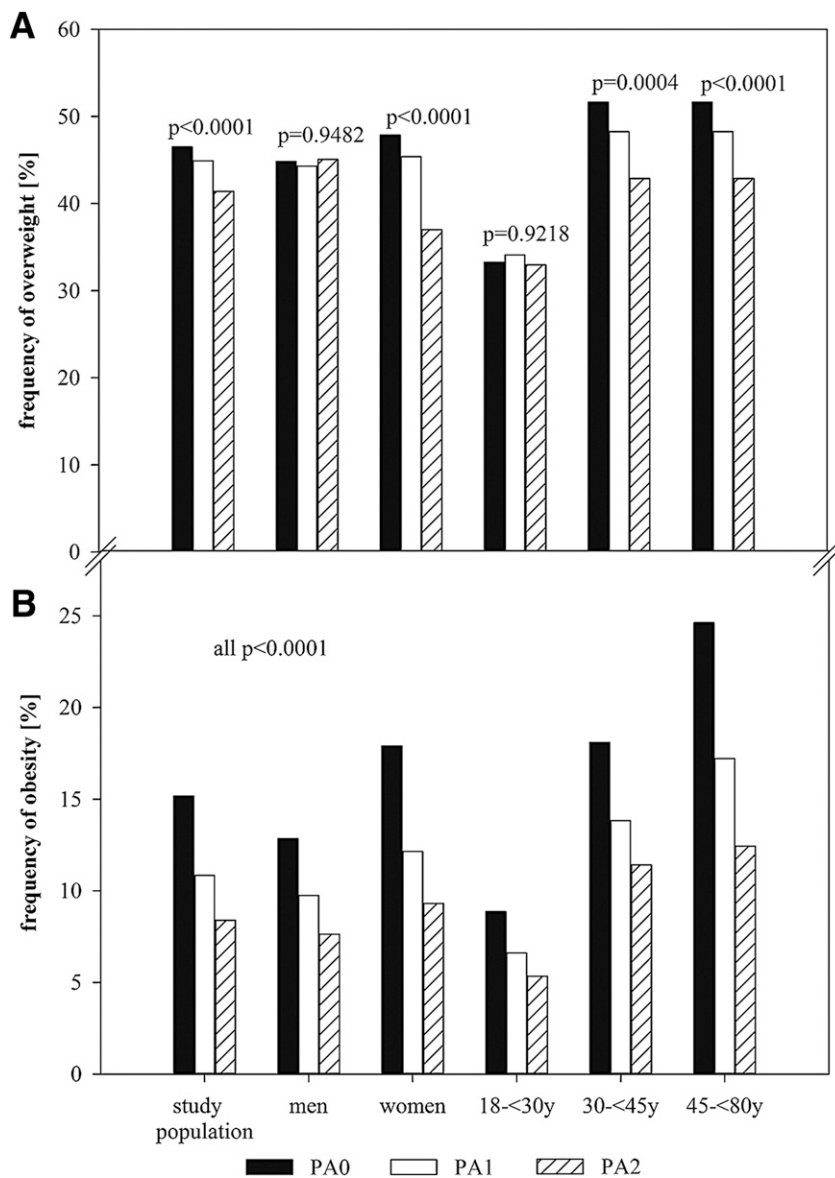 A
frequency of overweight [%]
60
50
40
30
20
10
0
p<0.0001
p=0.9482
p<0.0001
p=0.9218
p=0.0004
p<0.0001
B
frequency of obesity [%]
25
20
15
10
5
0
all p<0.0001
study
population
men
women
18-<30y
30-<45y
45-<80y
PA0
PA1
PA2